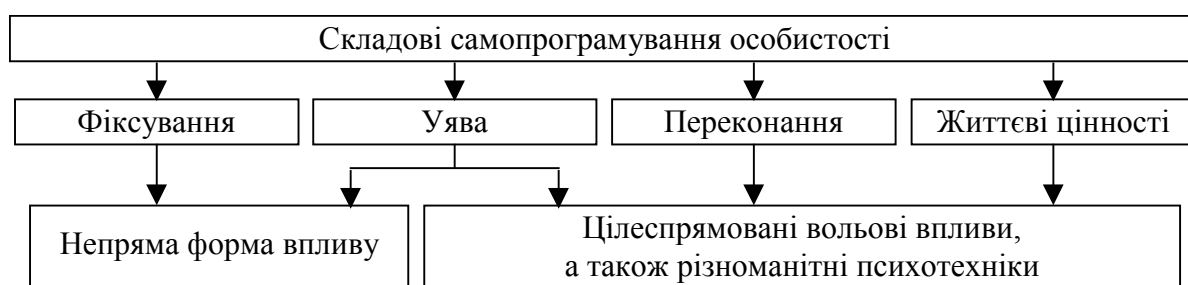 Складові самопрограмування особистості
Фіксування
Уява
Переконання
Життєві цінності
Непряма форма впливу
Цілеспрямовані вольові впливи,
а також різноманітні психотехніки